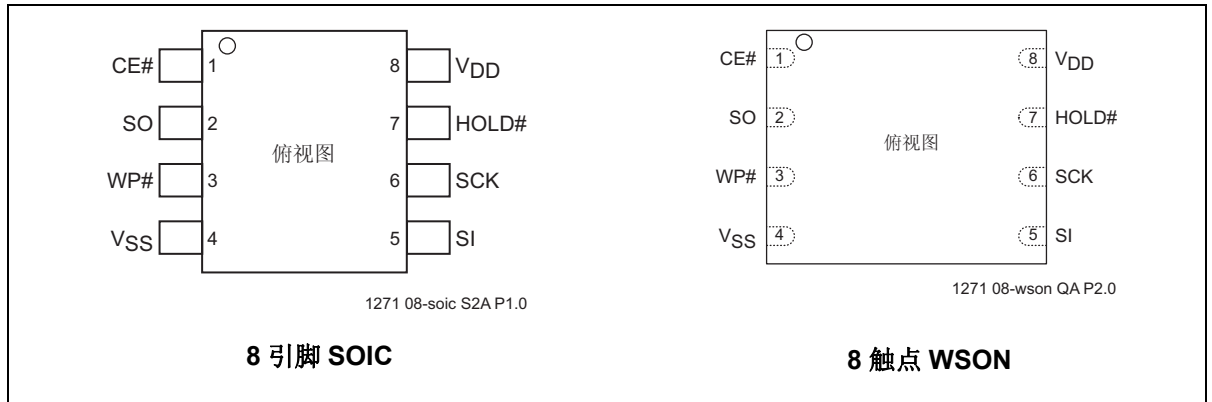 CE# 1 8 VDD
SO 2 7 HOLD#
俯视图
WP# 3 6 SCK
VSS 4 5 SI
1271 08-soic S2A P1.0
8 引脚 SOIC
CE# 1 8 VDD
SO 2 7 HOLD#
俯视图
WP# 3 6 SCK
VSS 4 5 SI
1271 08-wson QA P2.0
8 触点 WSON